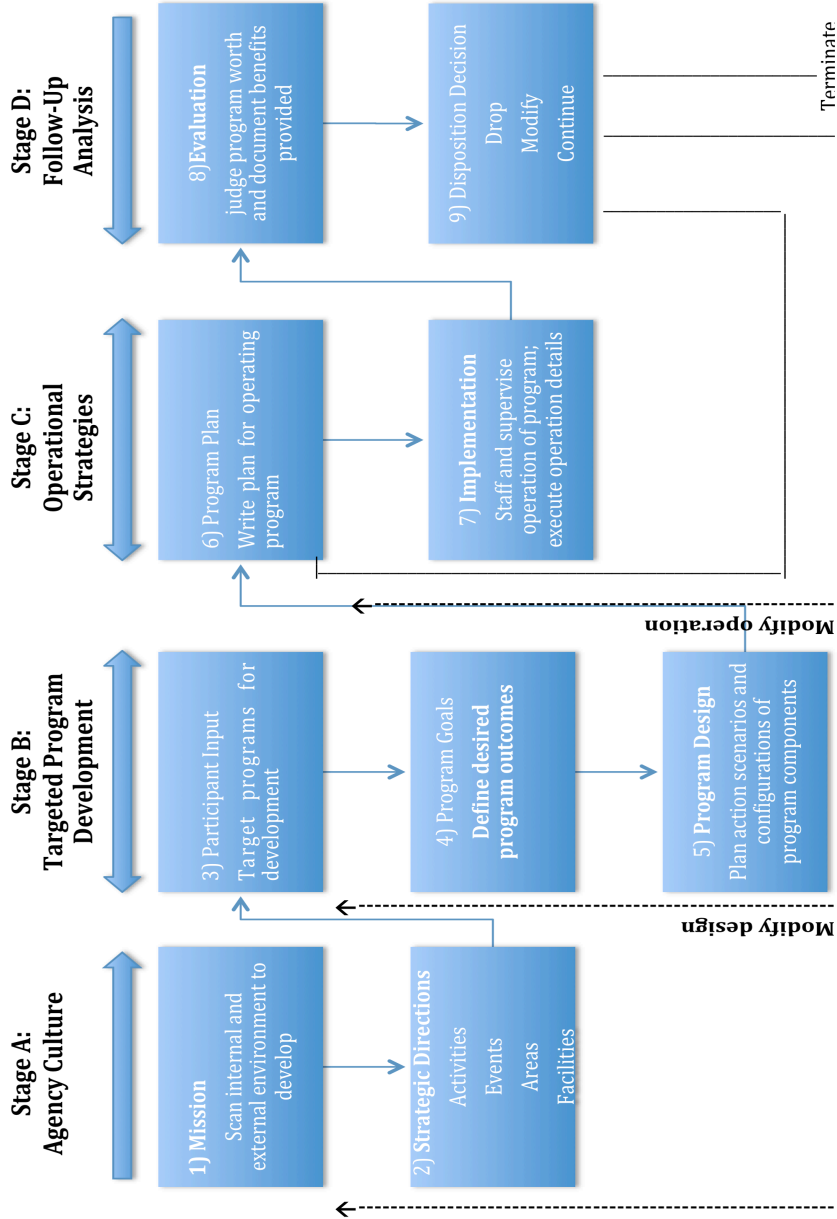 Stage A:
Agency Culture
1) Mission
Scan internal and
external environment to
develop
2) Strategic Directions
Activities
Events
Areas
Facilities
Stage B:
Targeted Program
Development
3) Participant Input
Target programs for
development
4) Program Goals
Define desired
program outcomes
5) Program Design
Plan action scenarios and
configurations of
program components
Stage C:
Operational
Strategies
6) Program Plan
Write plan for operating
program
7) Implementation
Staff and supervise
operation of program;
execute operation details
Stage D:
Follow-Up
Analysis
8)Evaluation
judge program worth
and document benefits
provided
9) Disposition Decision
Drop
Modify
Continue
Modify design
Modify operation
Terminate